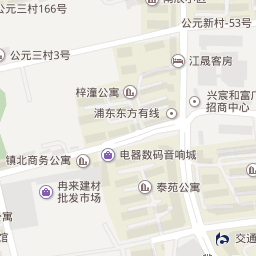 公元三村166号
公元新村-53号
公元三村3号
江晟客房
梓潼公寓
兴宸和富广
招商中心
浦东东方有线
镇北商务公寓
电器数码音响城
冉来建材
批发市场
泰苑公寓
公寓
馆
交通